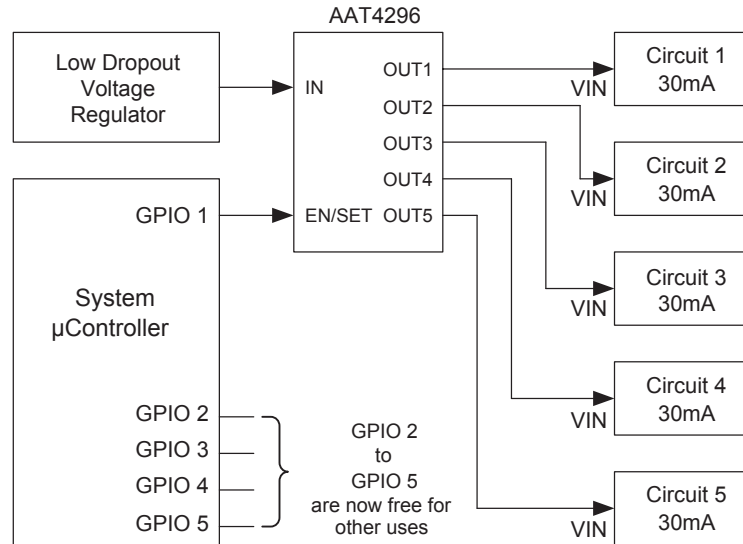 AAT4296
Low Dropout
Voltage
Regulator
IN
OUT1
OUT2
OUT3
OUT4
EN/SET OUT5
VIN
Circuit 1
30mA
VIN
Circuit 2
30mA
VIN
Circuit 3
30mA
VIN
Circuit 4
30mA
VIN
Circuit 5
30mA
GPIO 1
System
µController
GPIO 2
GPIO 3
GPIO 4
GPIO 5
GPIO 2
to
GPIO 5
are now free for
other uses